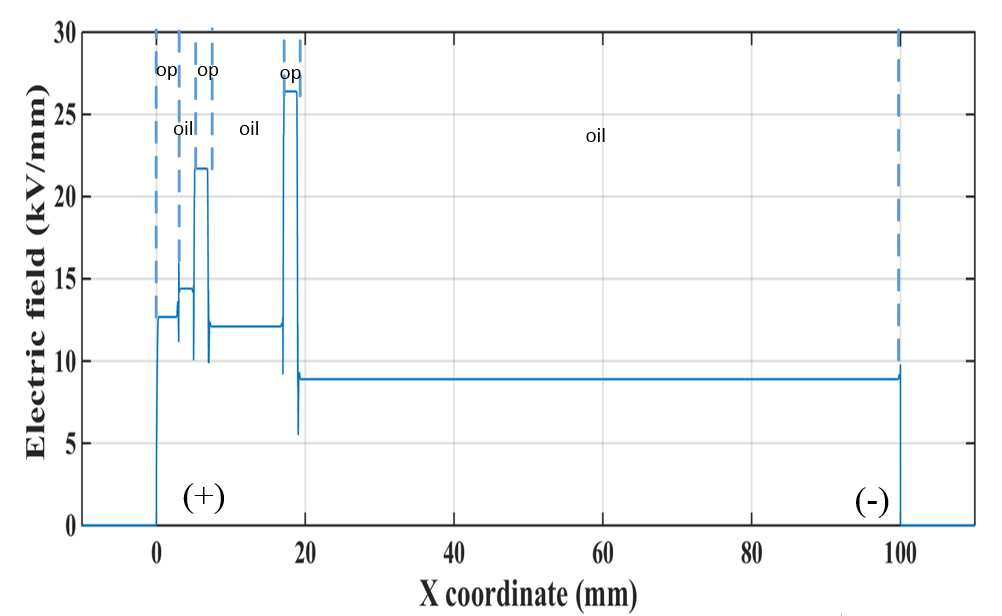 Electric field (kV/mm)
30
25
20
15
10
5
0
op
op
op
oil
oil
oil
(+)
(-)
0
20
40
60
80
100
X coordinate (mm)